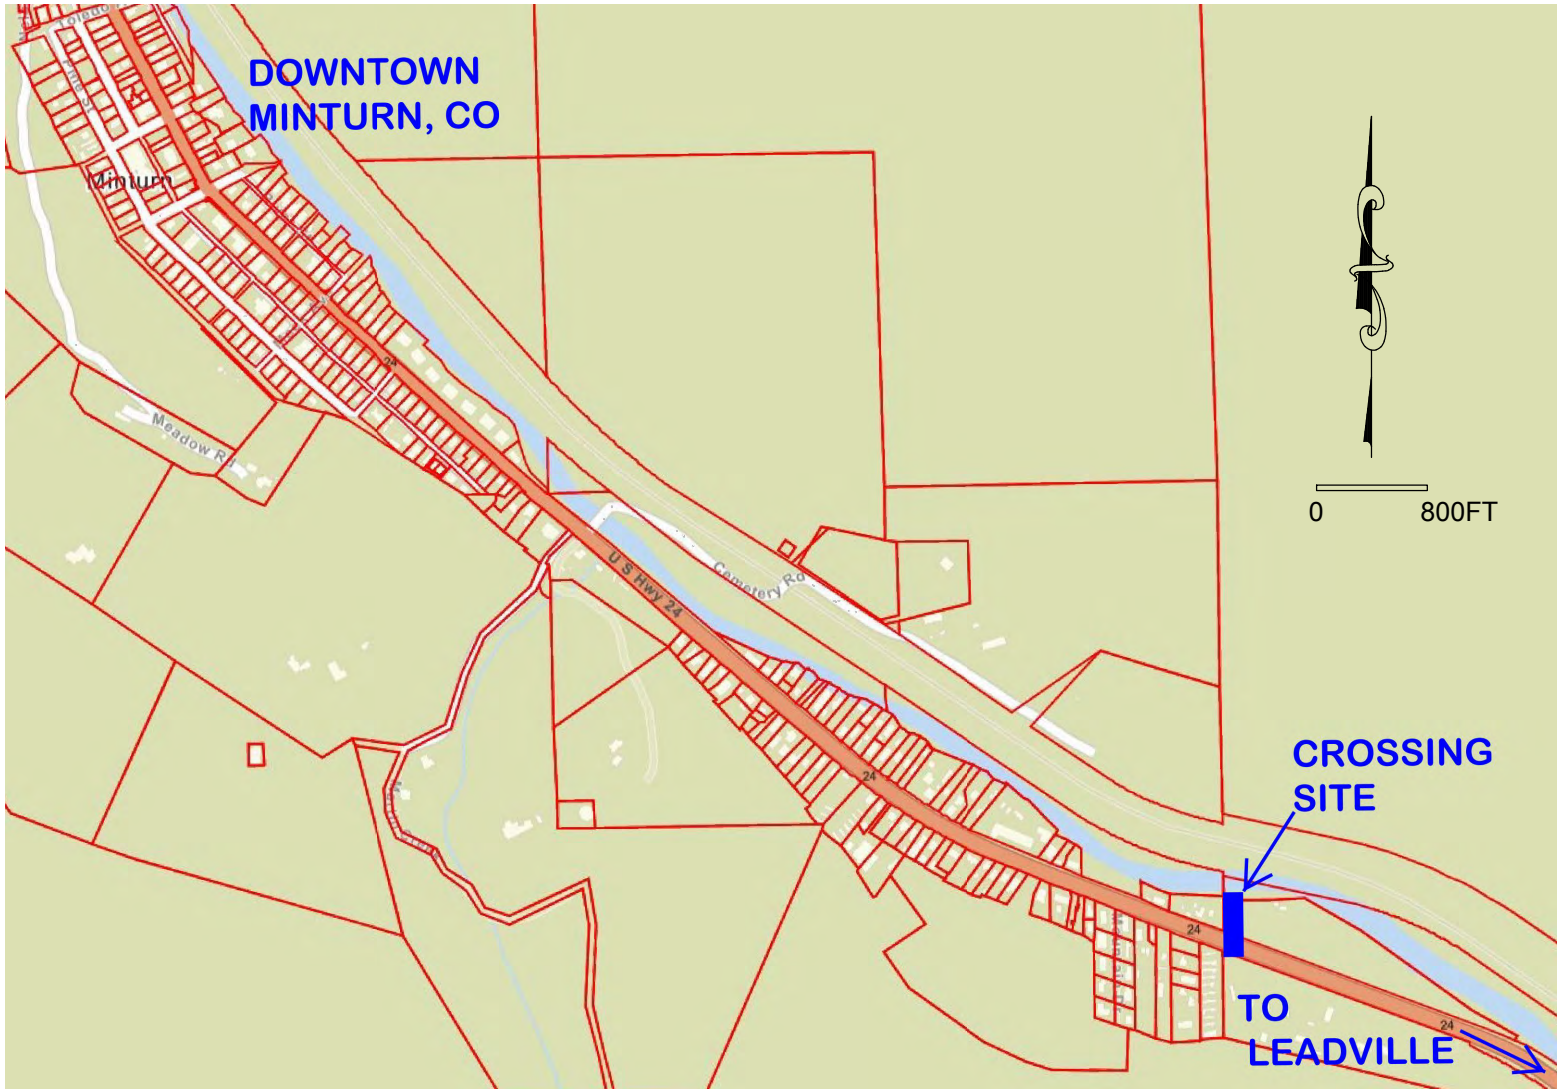 Toledo
Pine St
DOWNTOWN
MINTURN, CO
Minturn
24
Meadow Rd
0 800FT
U S Hwy 24
Cemetery Rd
24
CROSSING
SITE
24
TO
LEADVILLE
24